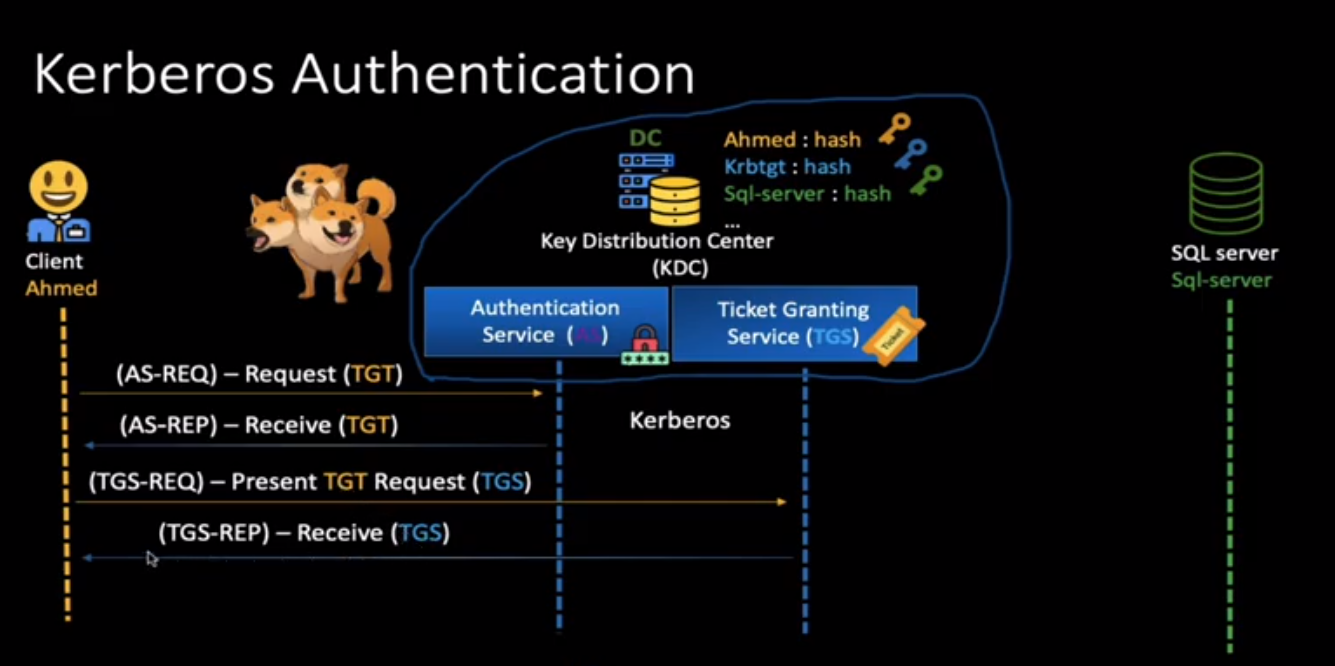 Kerberos Authentication
DC
Ahmed : hash
Krbtgt : hash
Sql-server : hash
...
Key Distribution Center
(KDC)
Client
Ahmed
SQL server
Sql-server
Authentication
Service (AS)
Ticket Granting
Service (TGS)
Ticket
(AS-REQ) – Request (TGT)
(AS-REP) – Receive (TGT)
Kerberos
(TGS-REQ) – Present TGT Request (TGS)
(TGS-REP) – Receive (TGS)